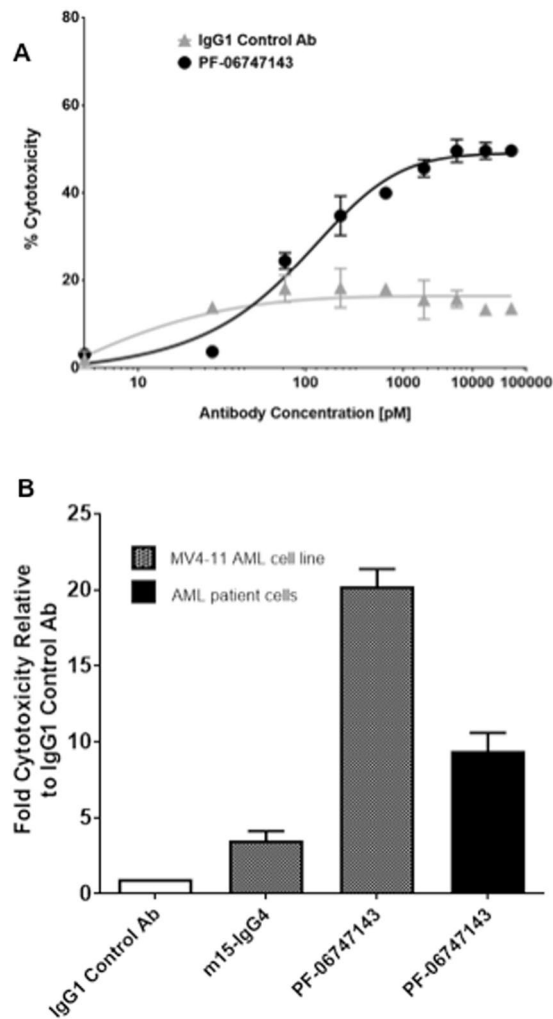 A
80
60
40
20
0
% Cytotoxicity
IgG1 Control Ab
PF-06747143
10
100
1000
10000
100000
Antibody Concentration [pM]
B
25
20
15
10
5
0
Fold Cytotoxicity Relative
to IgG1 Control Ab
MV4-11 AML cell line
AML patient cells
IgG1 Control Ab
m15-IgG4
PF-06747143
PF-06747143